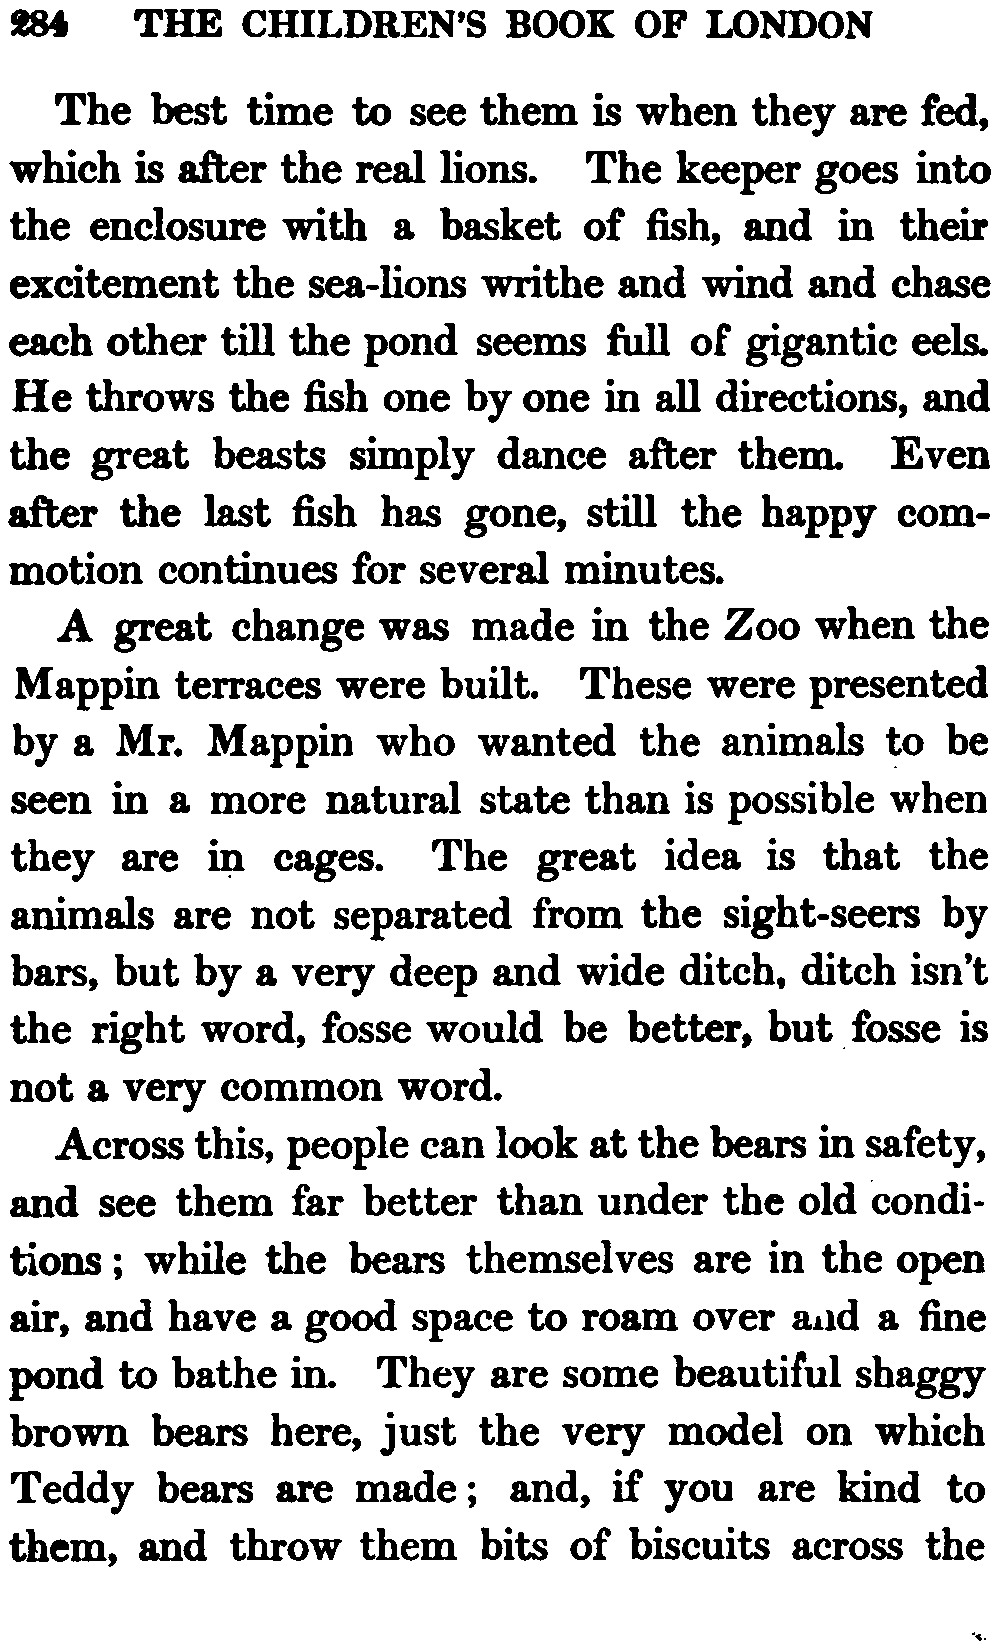 284 THE CHILDREN'S BOOK OF LONDON
The best time to see them is when they are fed,
which is after the real lions. The keeper goes into
the enclosure with a basket of fish, and in their
excitement the sea-lions writhe and wind and chase
each other till the pond seems full of gigantic eels.
He throws the fish one by one in all directions, and
the great beasts simply dance after them. Even
after the last fish has gone, still the happy com-
motion continues for several minutes.
A great change was made in the Zoo when the
Mappin terraces were built. These were presented
by a Mr. Mappin who wanted the animals to be
seen in a more natural state than is possible when
they are in cages. The great idea is that the
animals are not separated from the sight-seers by
bars, but by a very deep and wide ditch, ditch isn't
the right word, fosse would be better, but fosse is
not a very common word.
Across this, people can look at the bears in safety,
and see them far better than under the old condi-
tions; while the bears themselves are in the open
air, and have a good space to roam over and a fine
pond to bathe in. They are some beautiful shaggy
brown bears here, just the very model on which
Teddy bears are made; and, if you are kind to
them, and throw them bits of biscuits across the